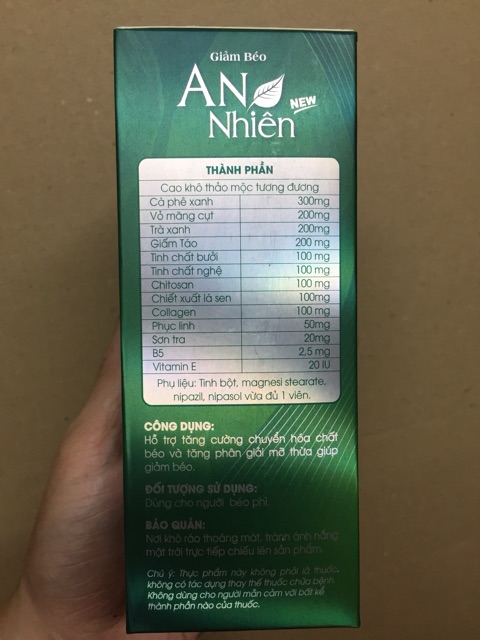 Giảm Béo
AN
Nhiên NEW
THÀNH PHẦN
Cao khô thảo mộc tương đương
Cà phê xanh 300mg
Vỏ măng cụt 200mg
Trà xanh 200mg
Giấm Táo 200 mg
Tinh chất bưởi 100 mg
Tinh chất nghệ 100 mg
Chitosan 100 mg
Chiết xuất lá sen 100mg
Collagen 100 mg
Phục linh 50mg
Sơn tra 20mg
B5 2,5 mg
Vitamin E 20 IU
Phụ liệu: Tinh bột, magnesi stearate,
nipazil, nipasol vừa đủ 1 viên.
CÔNG DỤNG:
Hỗ trợ tăng cường chuyển hóa chất
béo và tăng phân giải mỡ thừa giúp
giảm béo.
ĐỐI TƯỢNG SỬ DỤNG:
Dùng cho người béo phì.
BẢO QUẢN:
Nơi khô ráo thoáng mát, tránh ánh nắng
mặt trời trực tiếp chiếu lên sản phẩm.
Chú ý: Thực phẩm này không phải là thuốc,
không có tác dụng thay thế thuốc chữa bệnh.
Không dùng cho người mẫn cảm với bất kể
thành phần nào của thuốc.